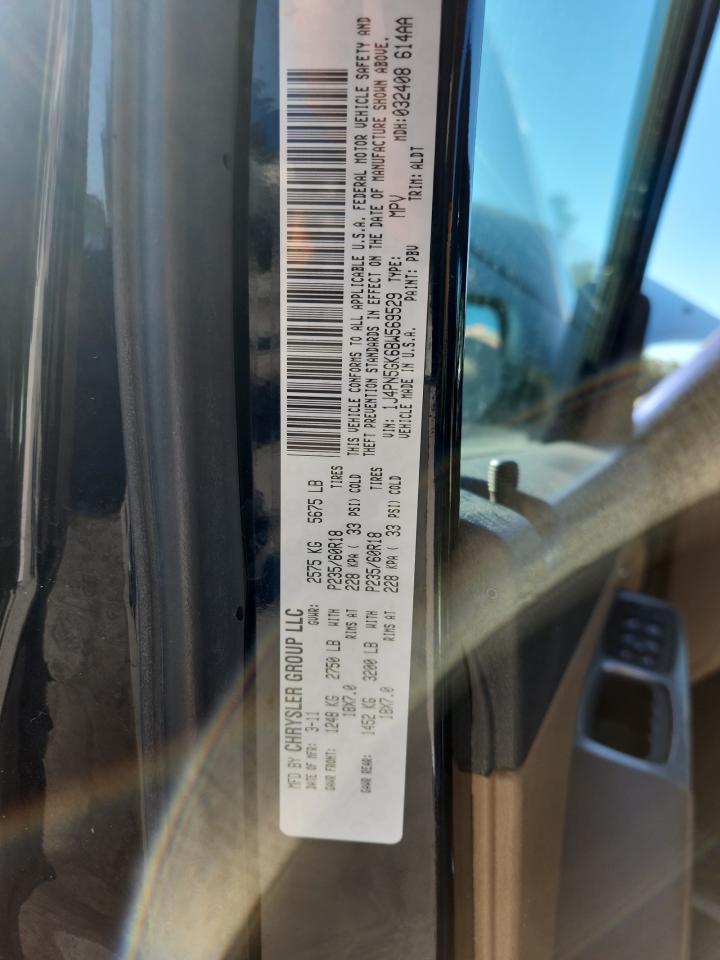 MFD BY CHRYSLER GROUP LLC
DATE OF MFR: 3-11 GVWR: 2575 KG 5675 LB
GAWR FRONT: 1248 KG 2750 LB WITH P235/60R18 TIRES
18X7.0 RIMS AT 228 KPA ( 33 PSI) COLD
GAWR REAR: 1452 KG 3200 LB WITH P235/60R18 TIRES
18X7.0 RIMS AT 228 KPA ( 33 PSI) COLD
THIS VEHICLE CONFORMS TO ALL APPLICABLE U.S.A. FEDERAL MOTOR VEHICLE SAFETY AND
THEFT PREVENTION STANDARDS IN EFFECT ON THE DATE OF MANUFACTURE SHOWN ABOVE.
VIN: 1J4PN5GK6BW569529 TYPE: MPV MDH:032408 614AA
VEHICLE MADE IN U.S.A. PAINT: PBV TRIM: ALDT